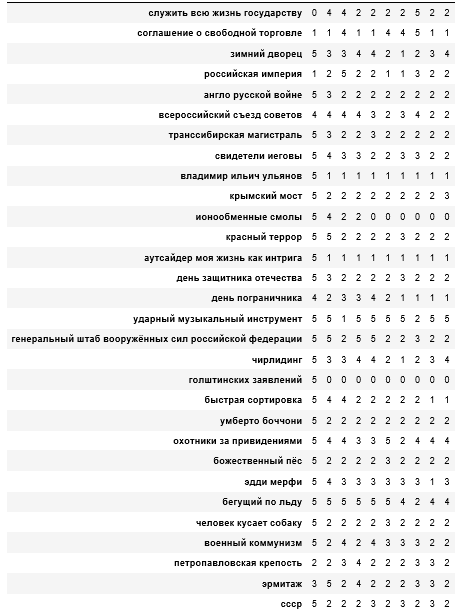 служить всю жизнь государству 0 4 4 2 2 2 2 5 2 2
соглашение о свободной торговле 1 1 4 1 1 4 4 5 1 1
зимний дворец 5 3 3 4 4 2 1 2 3 4
российская империя 1 2 5 2 2 1 1 3 2 2
англо русской войне 5 3 2 2 2 2 2 2 2 2
всероссийский съезд советов 4 4 4 4 3 2 3 4 2 2
транссибирская магистраль 5 3 2 2 3 2 2 2 2 2
свидетели иеговы 5 4 3 3 2 2 3 3 2 2
владимир ильич ульянов 5 1 1 1 1 1 1 1 1 1
крымский мост 5 2 2 2 2 2 2 2 2 3
ионообменные смолы 5 4 2 2 0 0 0 0 0 0
красный террор 5 5 2 2 2 2 3 2 2 2
аутсайдер моя жизнь как интрига 5 1 1 1 1 1 1 1 1 1
день защитника отечества 5 3 2 2 2 2 3 2 2 2
день пограничника 4 2 3 3 4 2 1 1 1 1
ударный музыкальный инструмент 5 5 1 5 5 5 5 2 5 5
генеральный штаб вооружённых сил российской федерации 5 5 2 5 5 2 2 3 2 2
чирлидинг 5 3 3 4 4 2 1 2 3 4
голштинских заявлений 5 0 0 0 0 0 0 0 0 0
быстрая сортировка 5 4 4 2 2 2 2 2 1 1
умберто боччони 5 2 2 2 2 2 2 2 2 2
охотники за привидениями 5 4 4 3 3 5 2 4 4 4
божественный пёс 5 2 2 2 2 3 2 2 2 2
эдди мерфи 5 4 3 3 3 3 3 3 1 3
бегущий по льду 5 5 5 5 5 5 4 2 4 4
человек кусает собаку 5 2 2 2 2 3 2 2 2 2
военный коммунизм 5 2 4 2 4 3 3 3 2 2
петропавловская крепость 2 2 3 4 2 2 2 3 3 2
эрмитаж 3 5 2 4 2 2 2 3 3 2
ссср 5 2 2 2 3 2 3 2 3 2